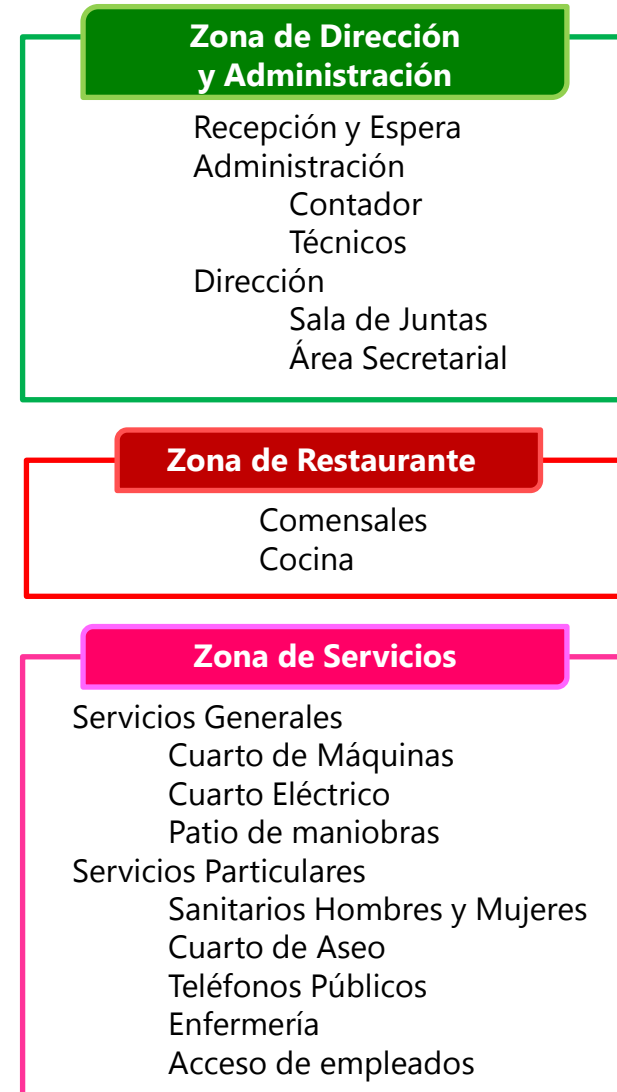 Zona de Dirección
y Administración
Recepción y Espera
Administración
Contador
Técnicos
Dirección
Sala de Juntas
Área Secretarial
Zona de Restaurante
Comensales
Cocina
Zona de Servicios
Servicios Generales
Cuarto de Máquinas
Cuarto Eléctrico
Patio de maniobras
Servicios Particulares
Sanitarios Hombres y Mujeres
Cuarto de Aseo
Teléfonos Públicos
Enfermería
Acceso de empleados